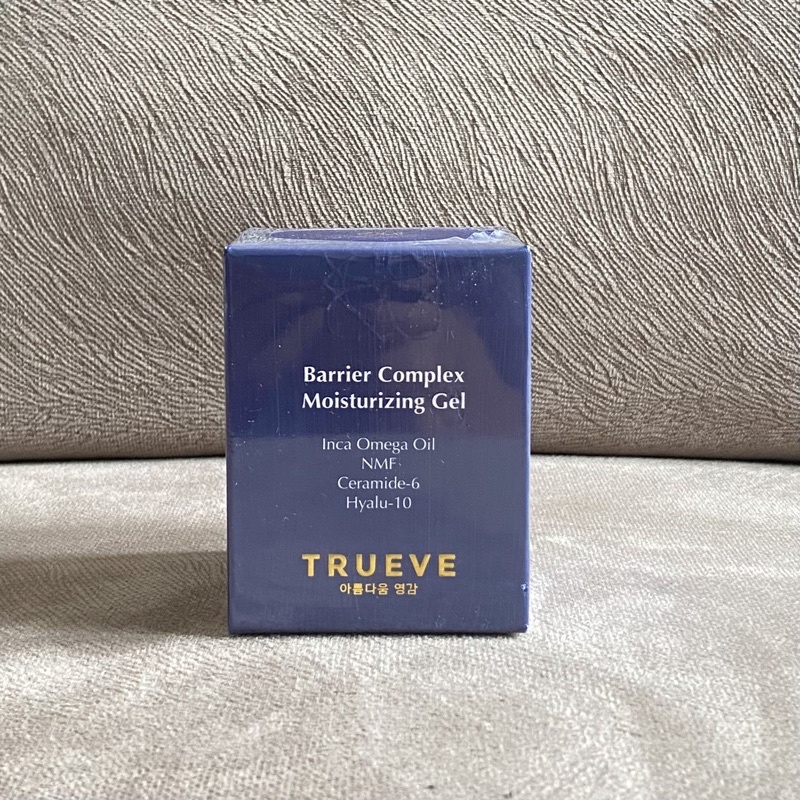 Barrier Complex
Moisturizing Gel
Inca Omega Oil
NMF
Ceramide-6
Hyalu-10
TRUEVE
아름다움 영감